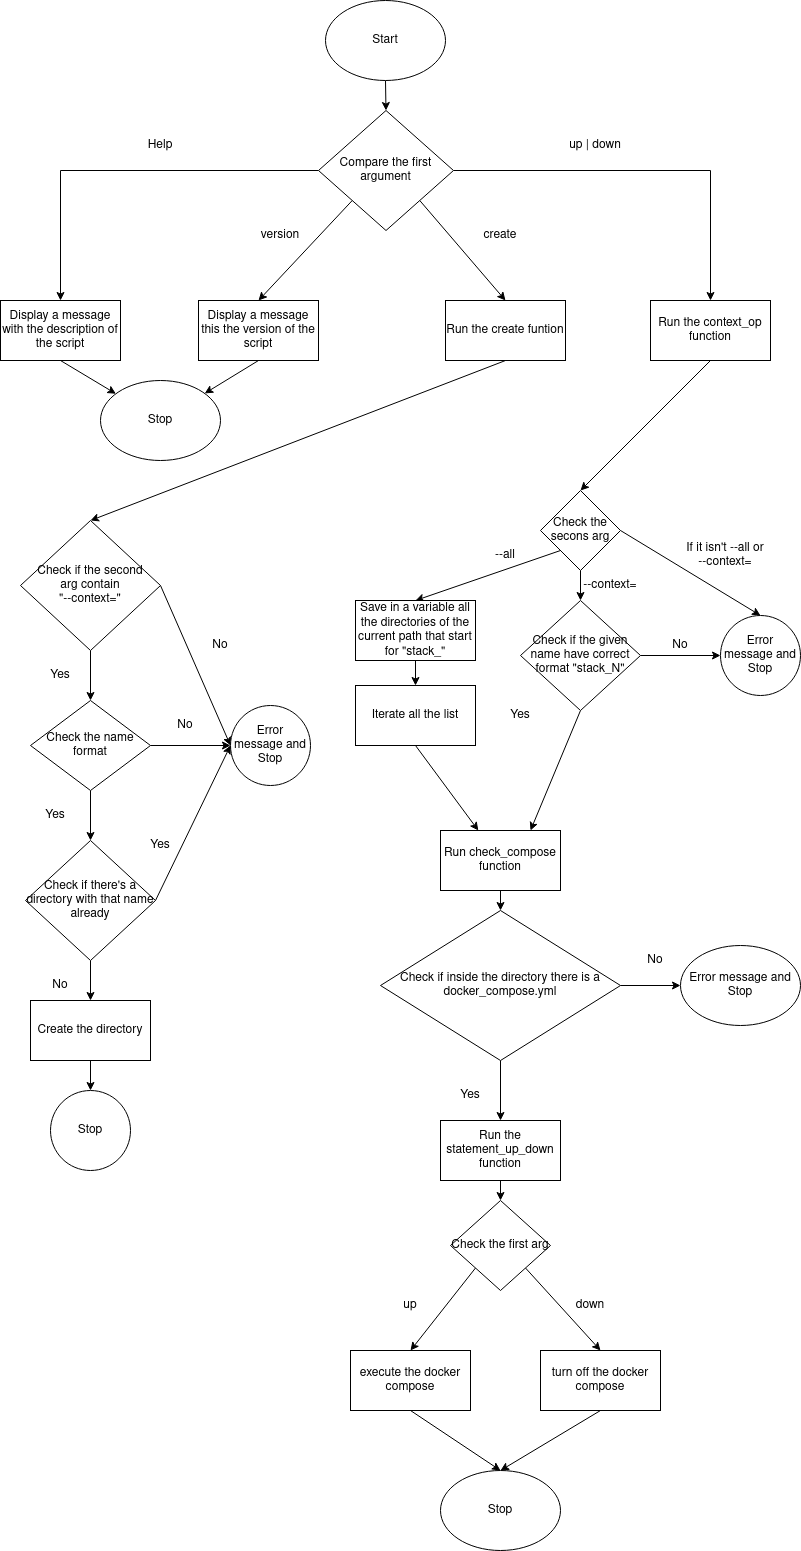 Start
Compare the first
argument
Help
up | down
version
create
Display a message
with the description of
the script
Display a message
this the version of the
script
Run the create funtion
Run the context_op
function
Stop
Check if the second
arg contain
"--context="
No
Yes
Check the name
format
No
Error
message and
Stop
Yes
Yes
Check if there's a
directory with that name
already
No
Create the directory
Stop
Check the
secons arg
--all
--context=
If it isn't --all or
--context=
Save in a variable all
the directories of the
current path that start
for "stack_"
Check if the given
name have correct
format "stack_N"
No
Error
message and
Stop
Iterate all the list
Yes
Run check_compose
function
Check if inside the directory there is a
docker_compose.yml
No
Error message and
Stop
Yes
Run the
statement_up_down
function
Check the first arg
up
down
execute the docker
compose
turn off the docker
compose
Stop